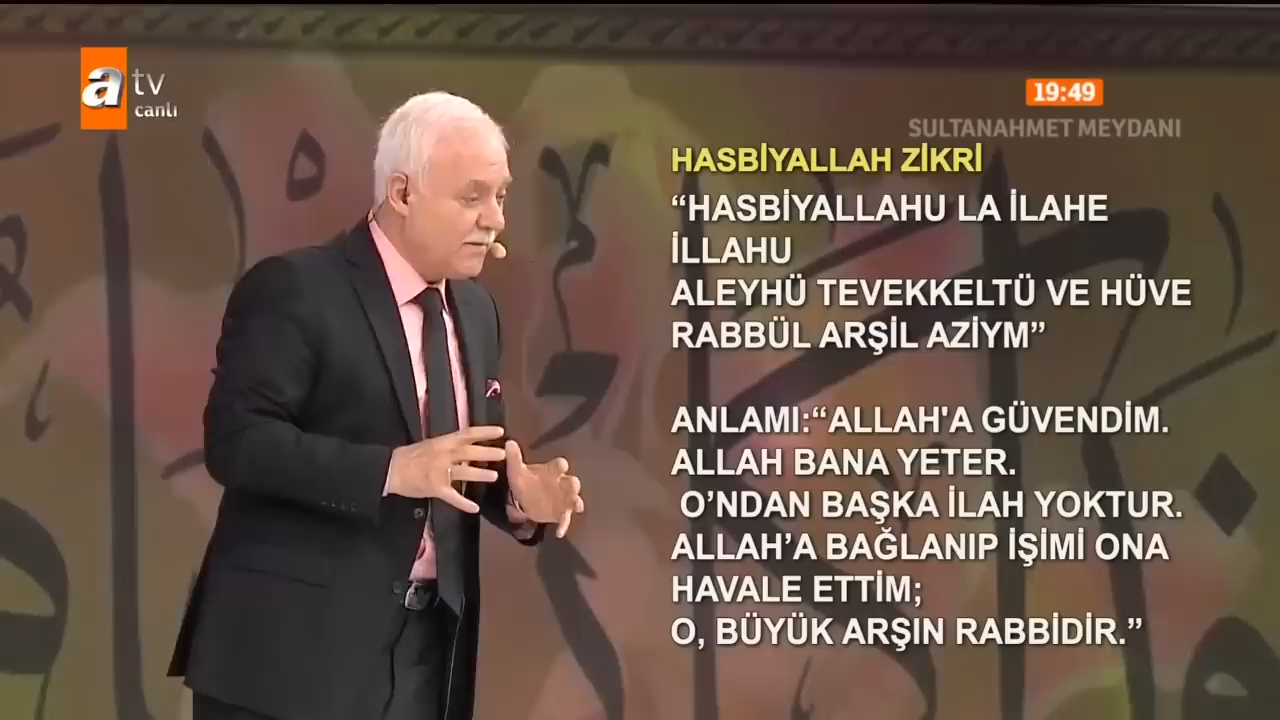 a tv
canlı
19:49
SULTANAHMET MEYDANI
HASBİYALLAH ZİKRİ
“HASBİYALLAHU LA İLAHE
İLLAHU
ALEYHÜ TEVEKKELTÜ VE HÜVE
RABBÜL ARŞİL AZİYM”
ANLAMI:“ALLAH'A GÜVENDİM.
ALLAH BANA YETER.
O’NDAN BAŞKA İLAH YOKTUR.
ALLAH’A BAĞLANIP İŞİMİ ONA
HAVALE ETTİM;
O, BÜYÜK ARŞIN RABBİDİR.”